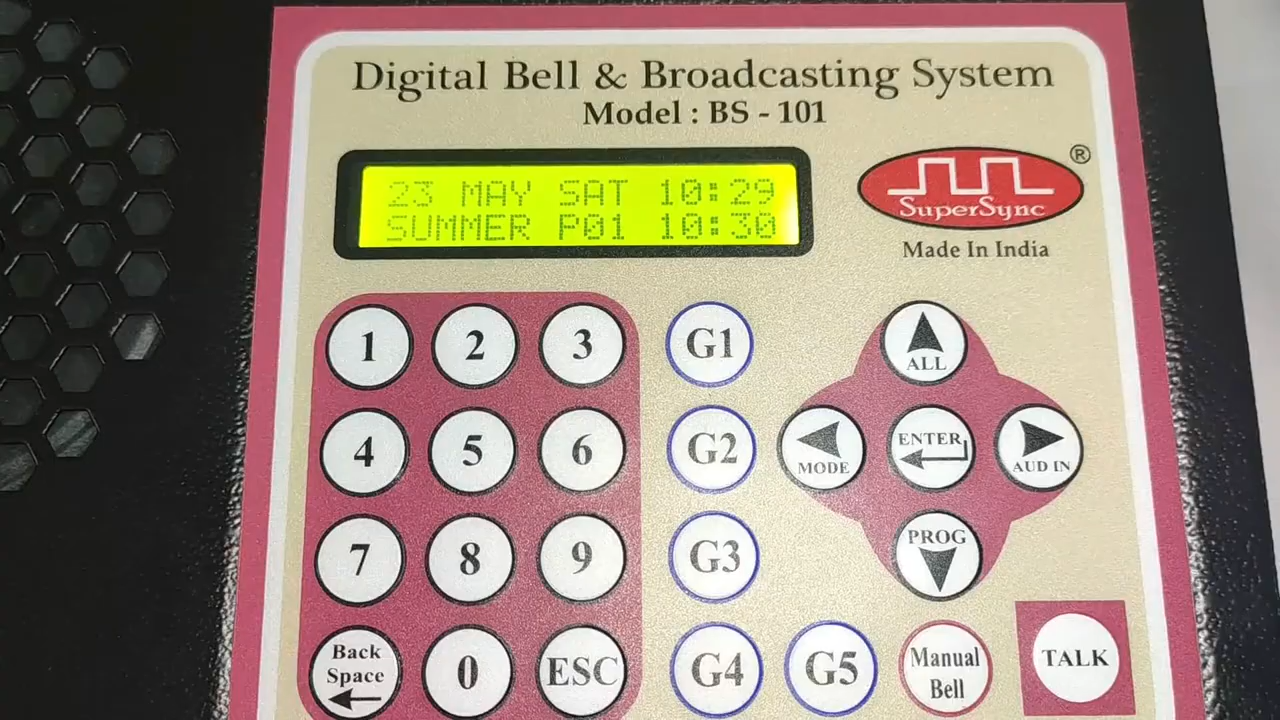 Digital Bell & Broadcasting System
Model : BS - 101
23 MAY SAT 10:29
SUMMER P01 10:30
®
SuperSync
Made In India
1 2 3 G1 ALL
4 5 6 G2 MODE ENTER AUD IN
7 8 9 G3 PROG
Back Space 0 ESC G4 G5 Manual Bell TALK